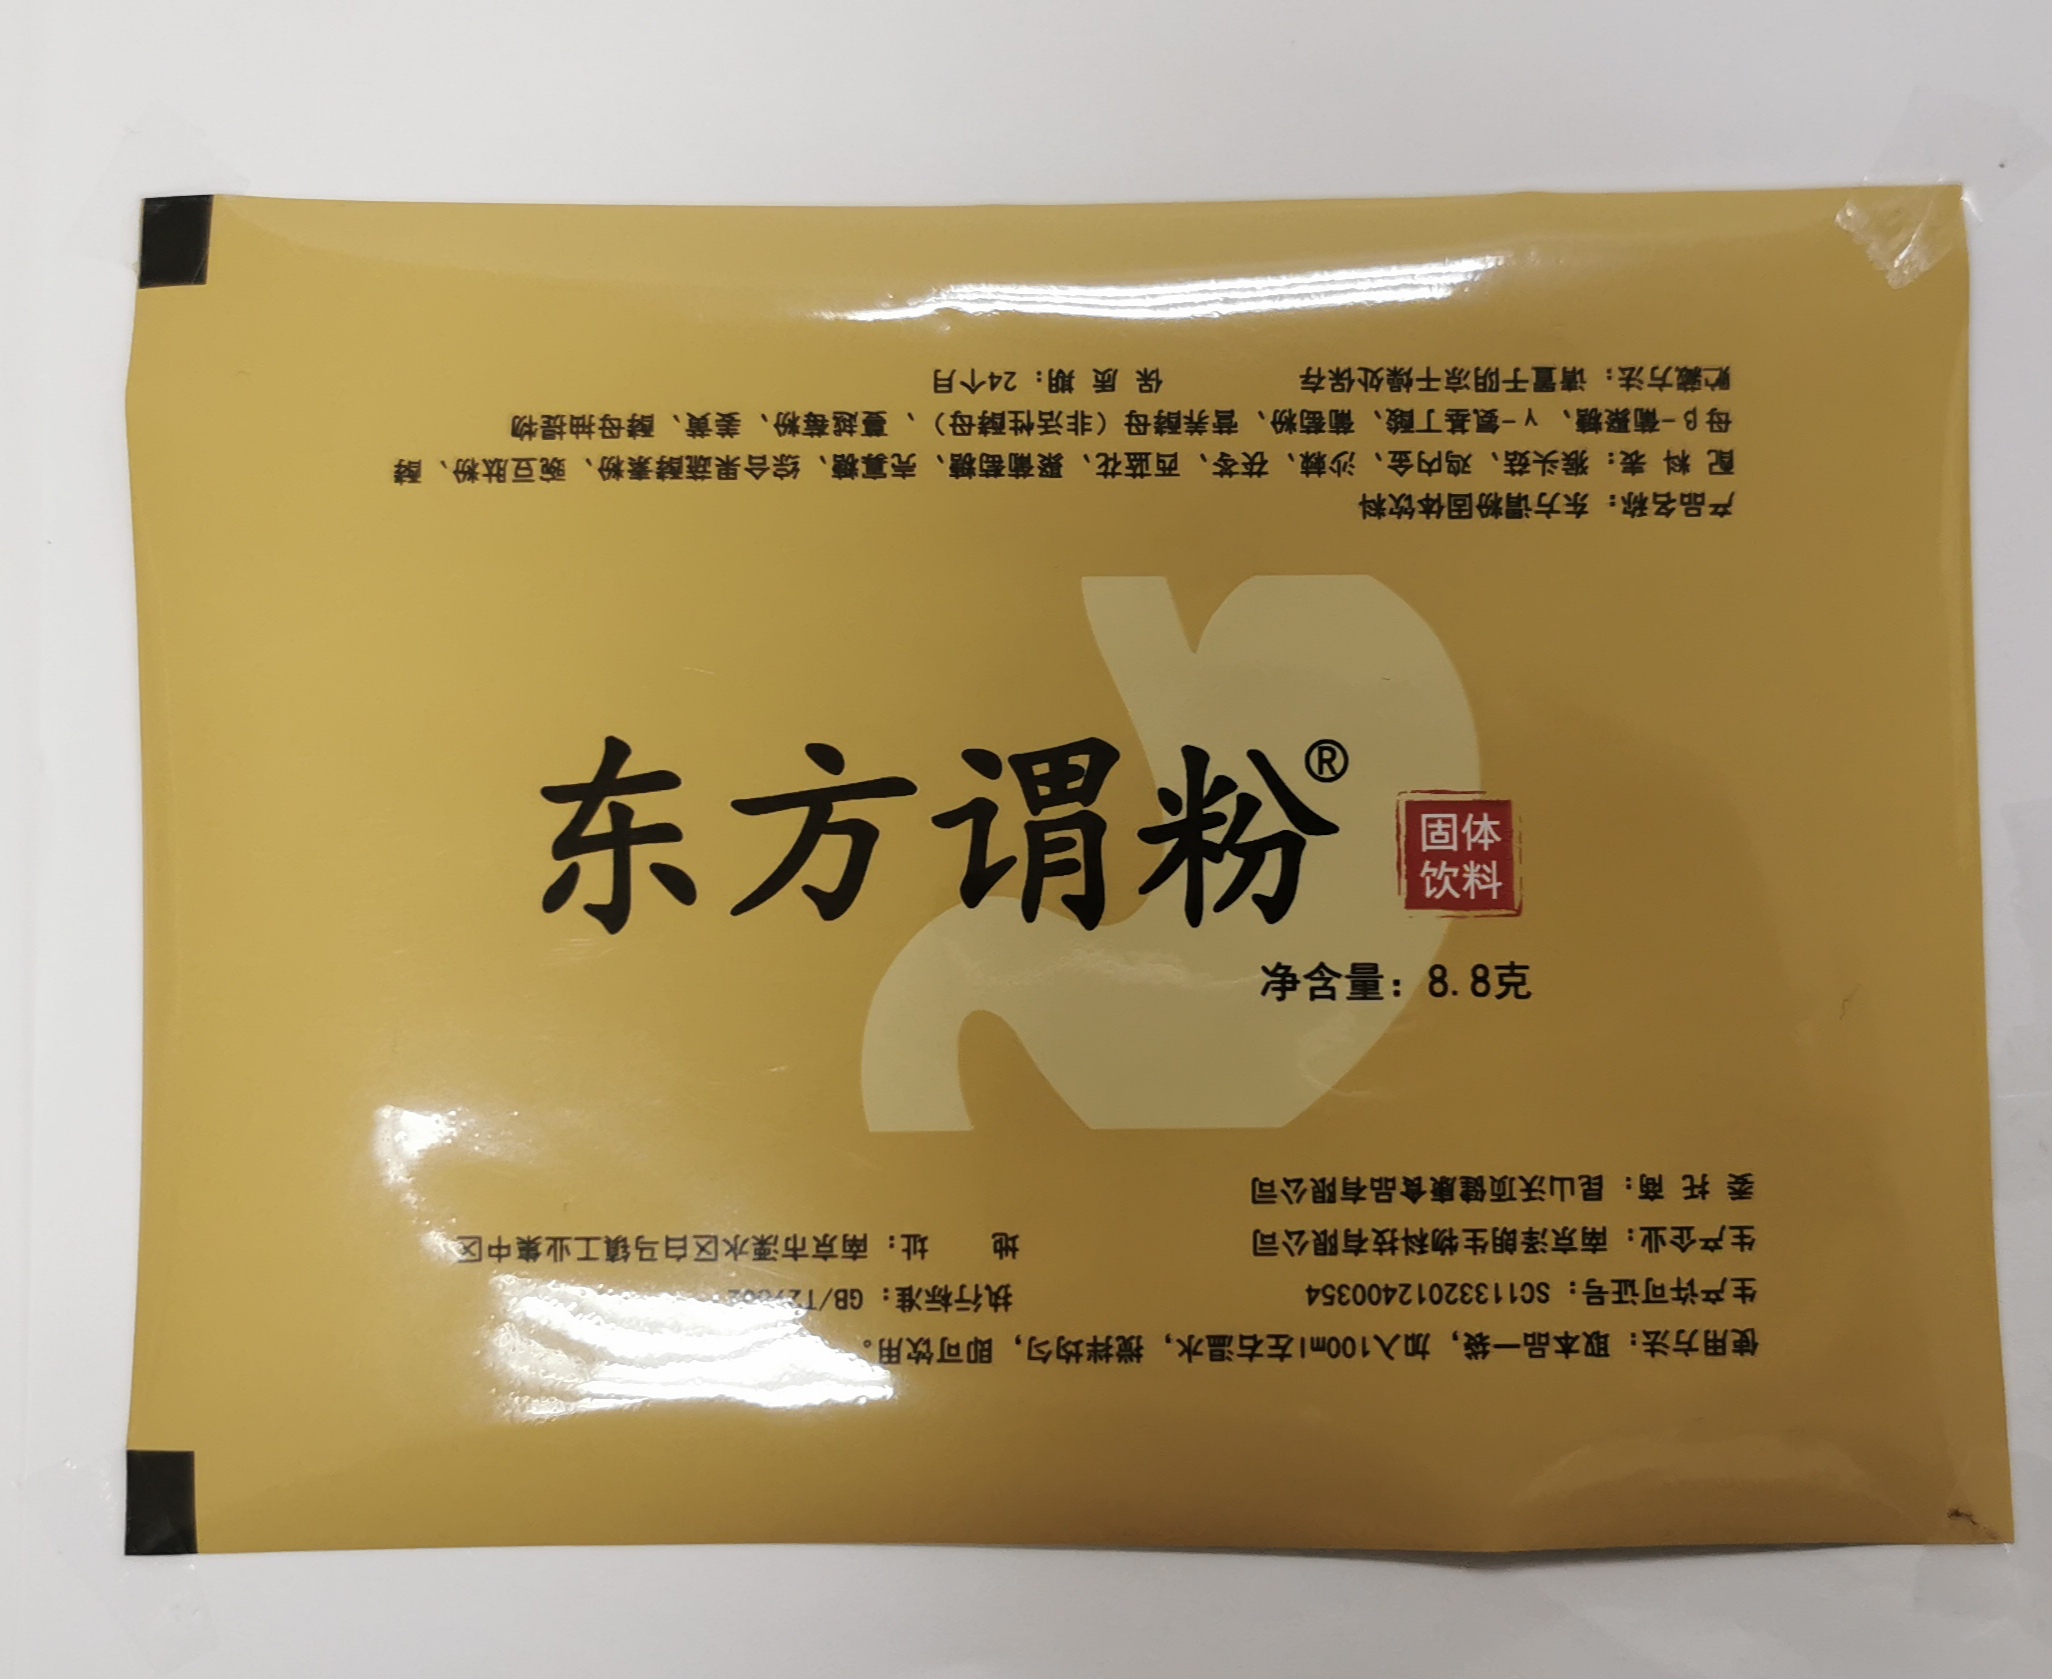 产品名称：东方谓粉固体饮料
配 料 表：猴头菇、鸡内金、沙棘、茯苓、西蓝花、聚葡萄糖、壳寡糖、综合果蔬酵素粉、豌豆肽粉、酵
母β-葡聚糖、γ-氨基丁酸、葡萄粉、营养酵母（非活性酵母）、蔓越莓粉、姜黄、酵母抽提物
贮藏方法：请置于阴凉干燥处保存 保 质 期：24个月
东方谓粉®
固体
饮料
净含量：8.8克
使用方法：取本品一袋，加入100ml左右温水，搅拌均匀，即可饮用。
生产许可证号：SC11332012400354 执行标准：GB/T29602
生产企业：南京泽朗生物科技有限公司 地 址：南京市溧水区白马镇工业集中区
委 托 商：昆山沃顶健康食品有限公司